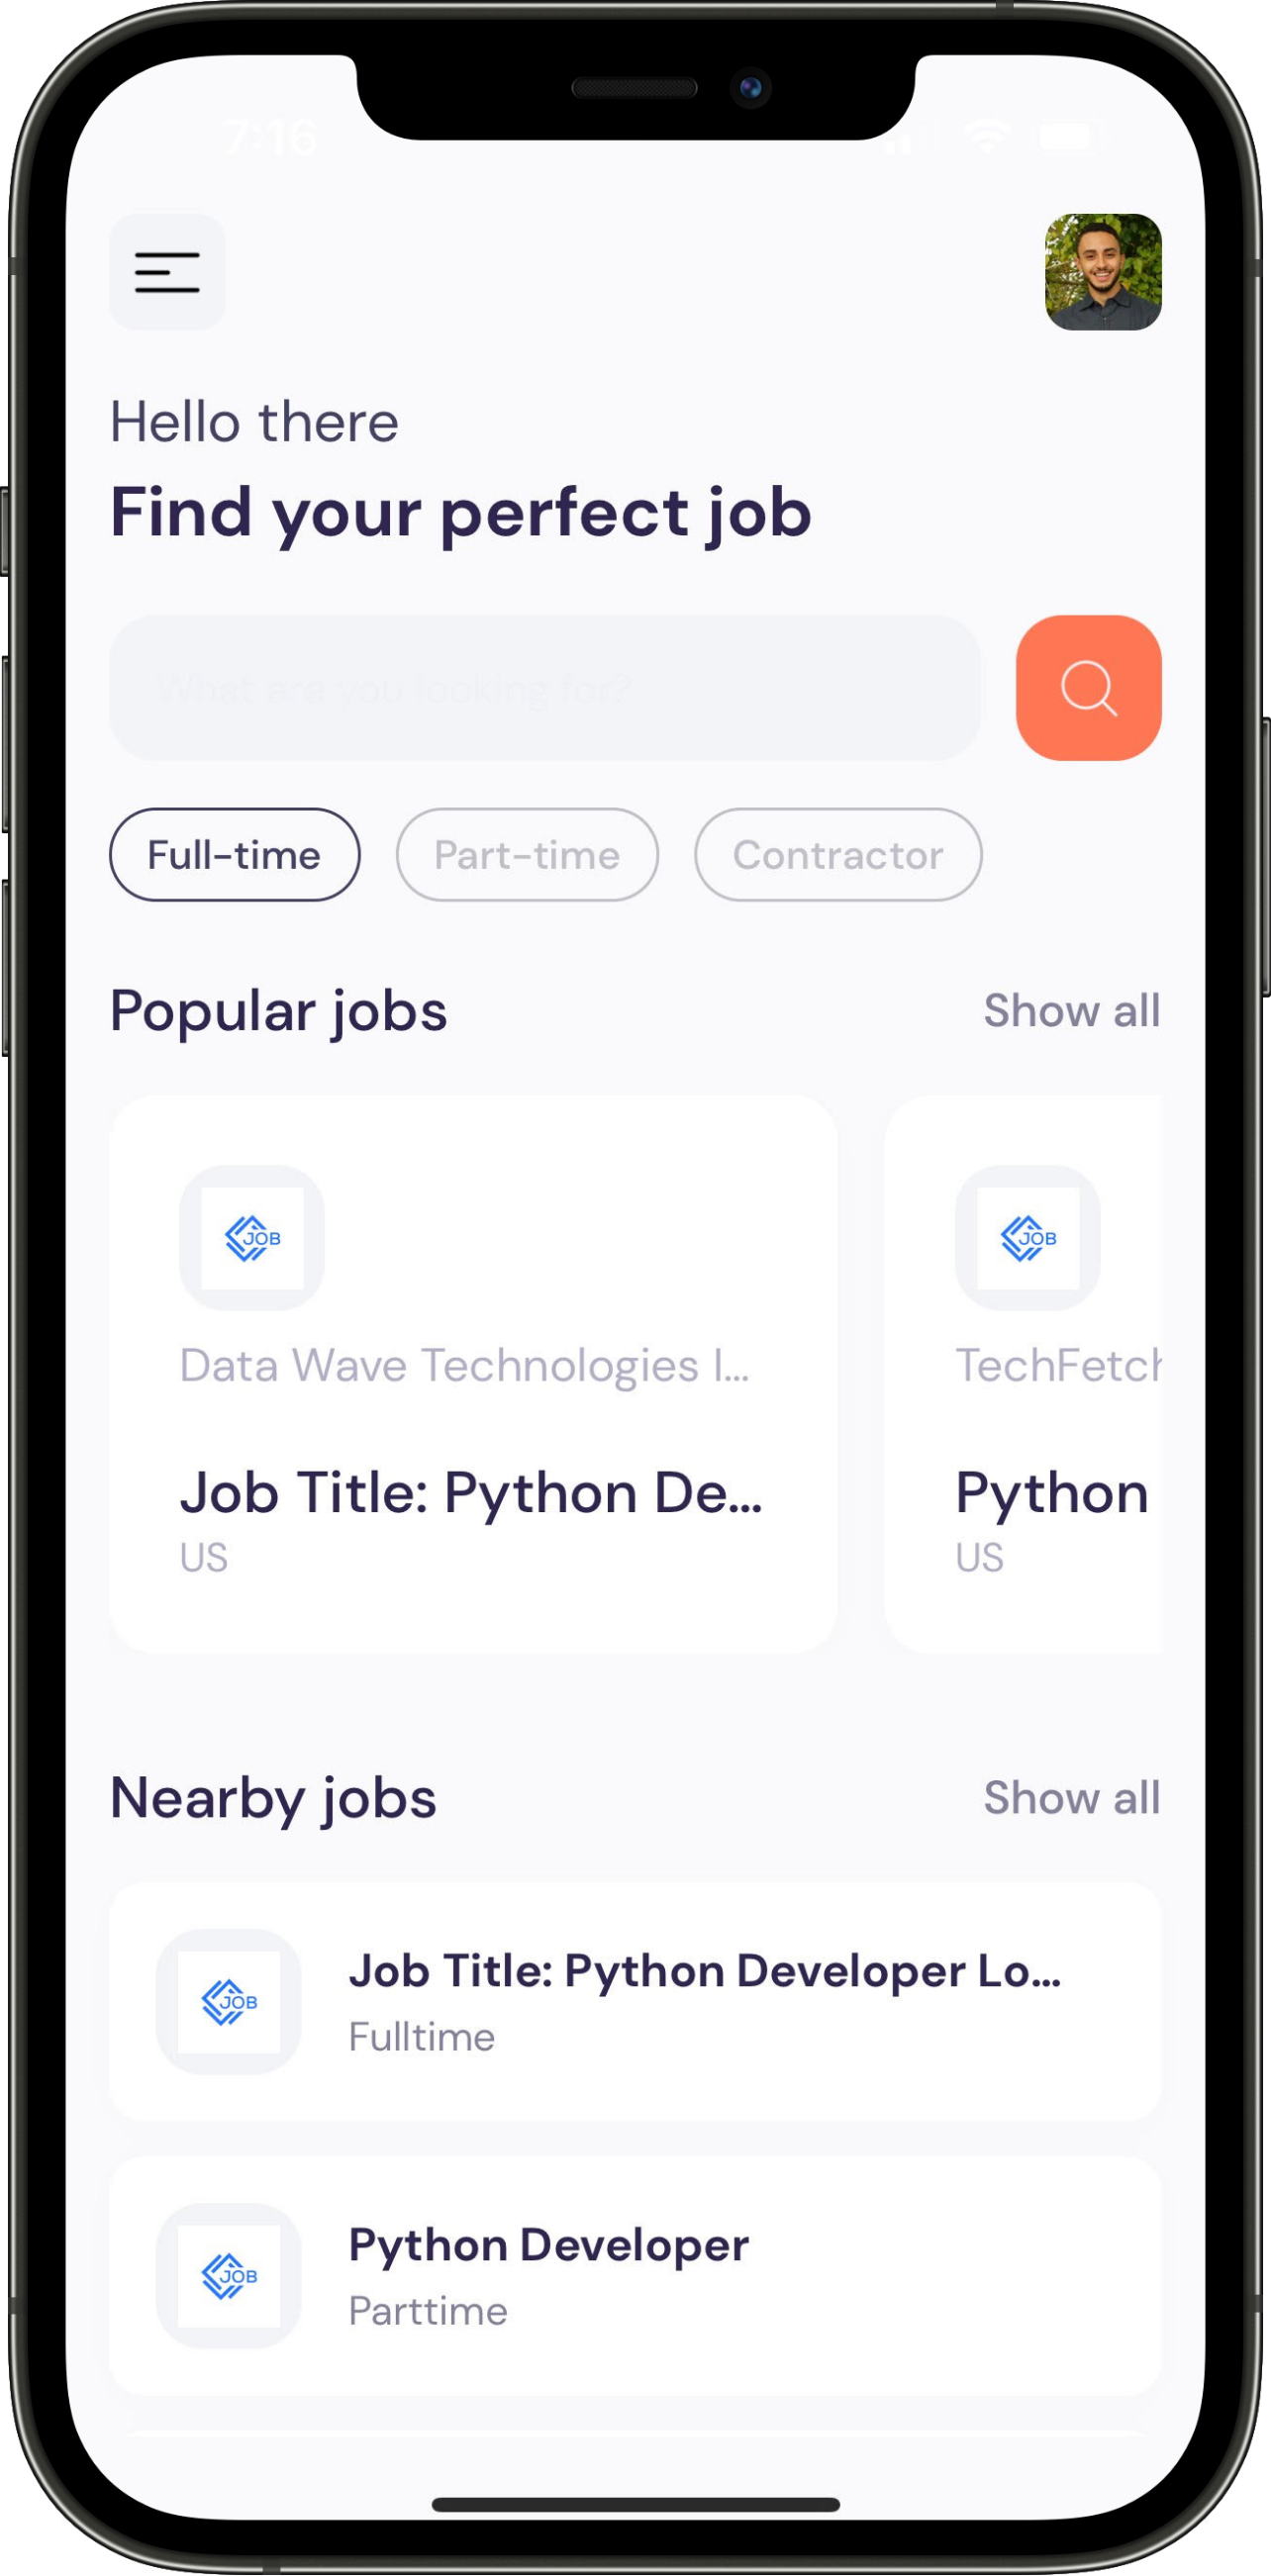 7:16
Hello there
Find your perfect job
What are you looking for?
Full-time
Part-time
Contractor
Popular jobs
Show all
JOB
JOB
Data Wave Technologies I...
TechFetch
Job Title: Python De...
Python
US
US
Nearby jobs
Show all
JOB
Job Title: Python Developer Lo...
Fulltime
JOB
Python Developer
Parttime